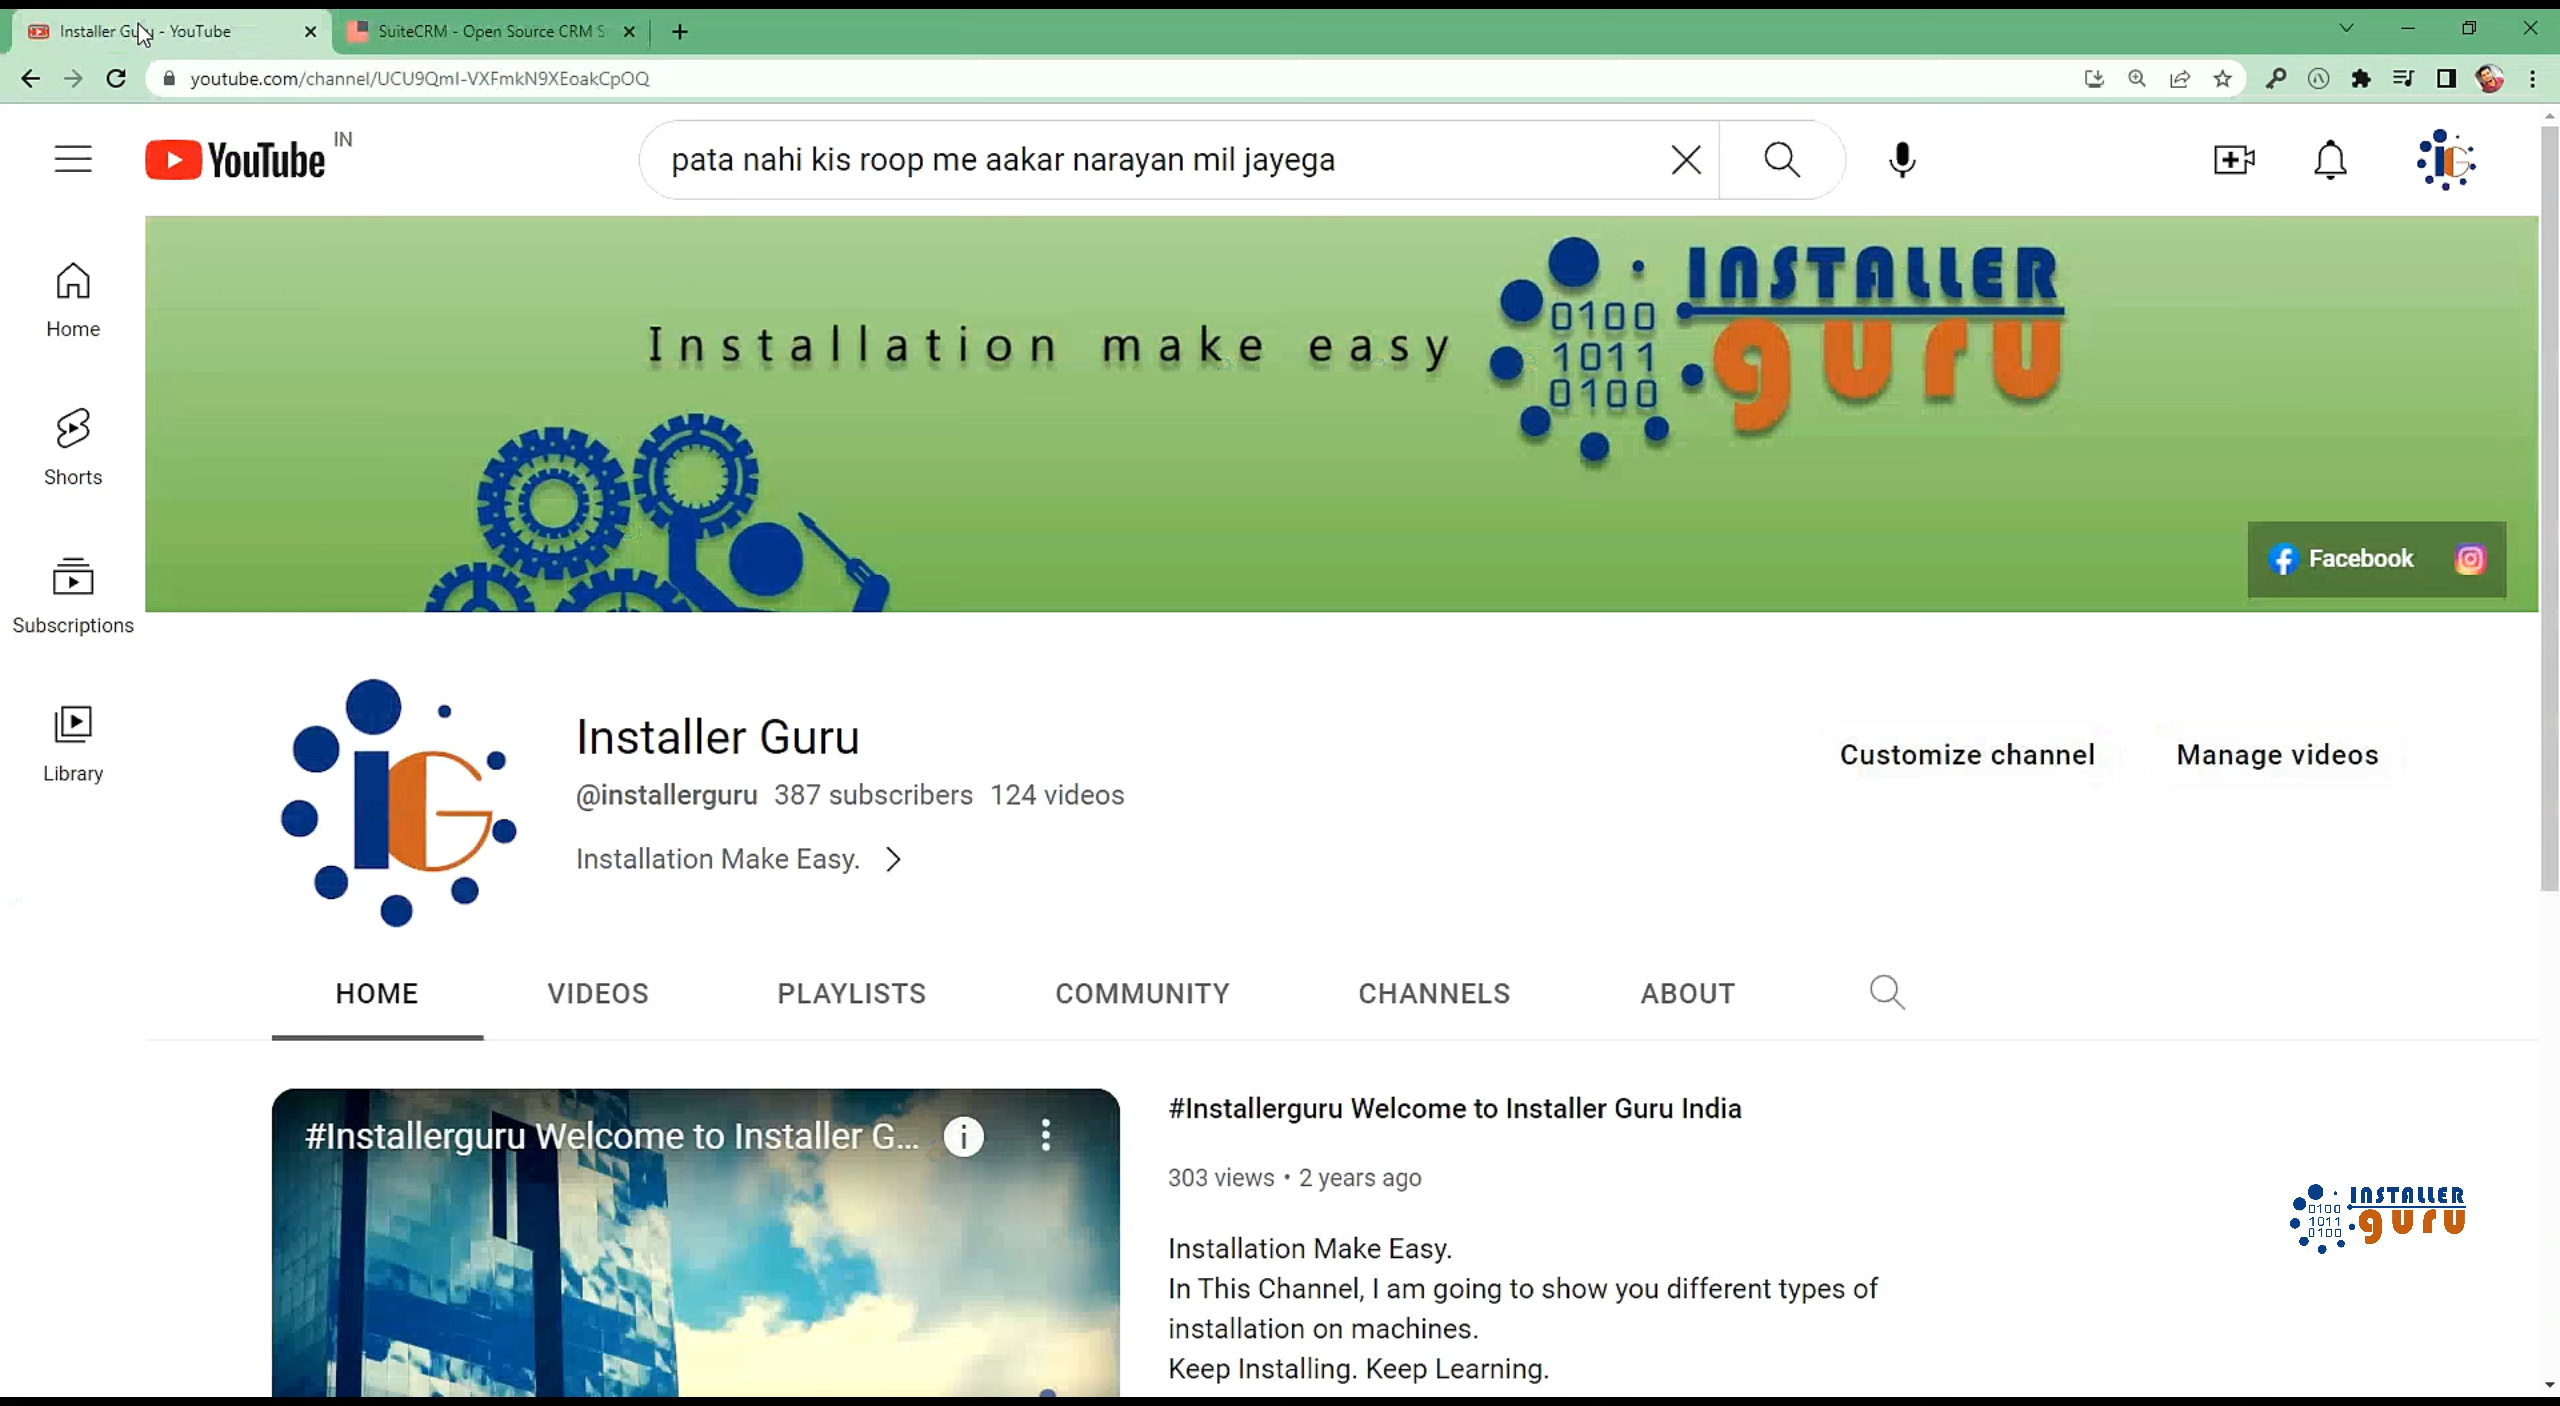 Installer Guru - YouTube
SuiteCRM - Open Source CRM S
youtube.com/channel/UCU9QmI-VXFmkN9XEoakCpOQ
YouTube IN
pata nahi kis roop me aakar narayan mil jayega
Home
Shorts
Subscriptions
Library
Installation make easy
0100
1011
0100
INSTALLER
guru
Facebook
IG
Installer Guru
@installerguru 387 subscribers 124 videos
Installation Make Easy.
Customize channel
Manage videos
HOME VIDEOS PLAYLISTS COMMUNITY CHANNELS ABOUT
#Installerguru Welcome to Installer G...
#Installerguru Welcome to Installer Guru India
303 views • 2 years ago
Installation Make Easy.
In This Channel, I am going to show you different types of
installation on machines.
Keep Installing. Keep Learning.
0100
1011
0100
INSTALLER
guru